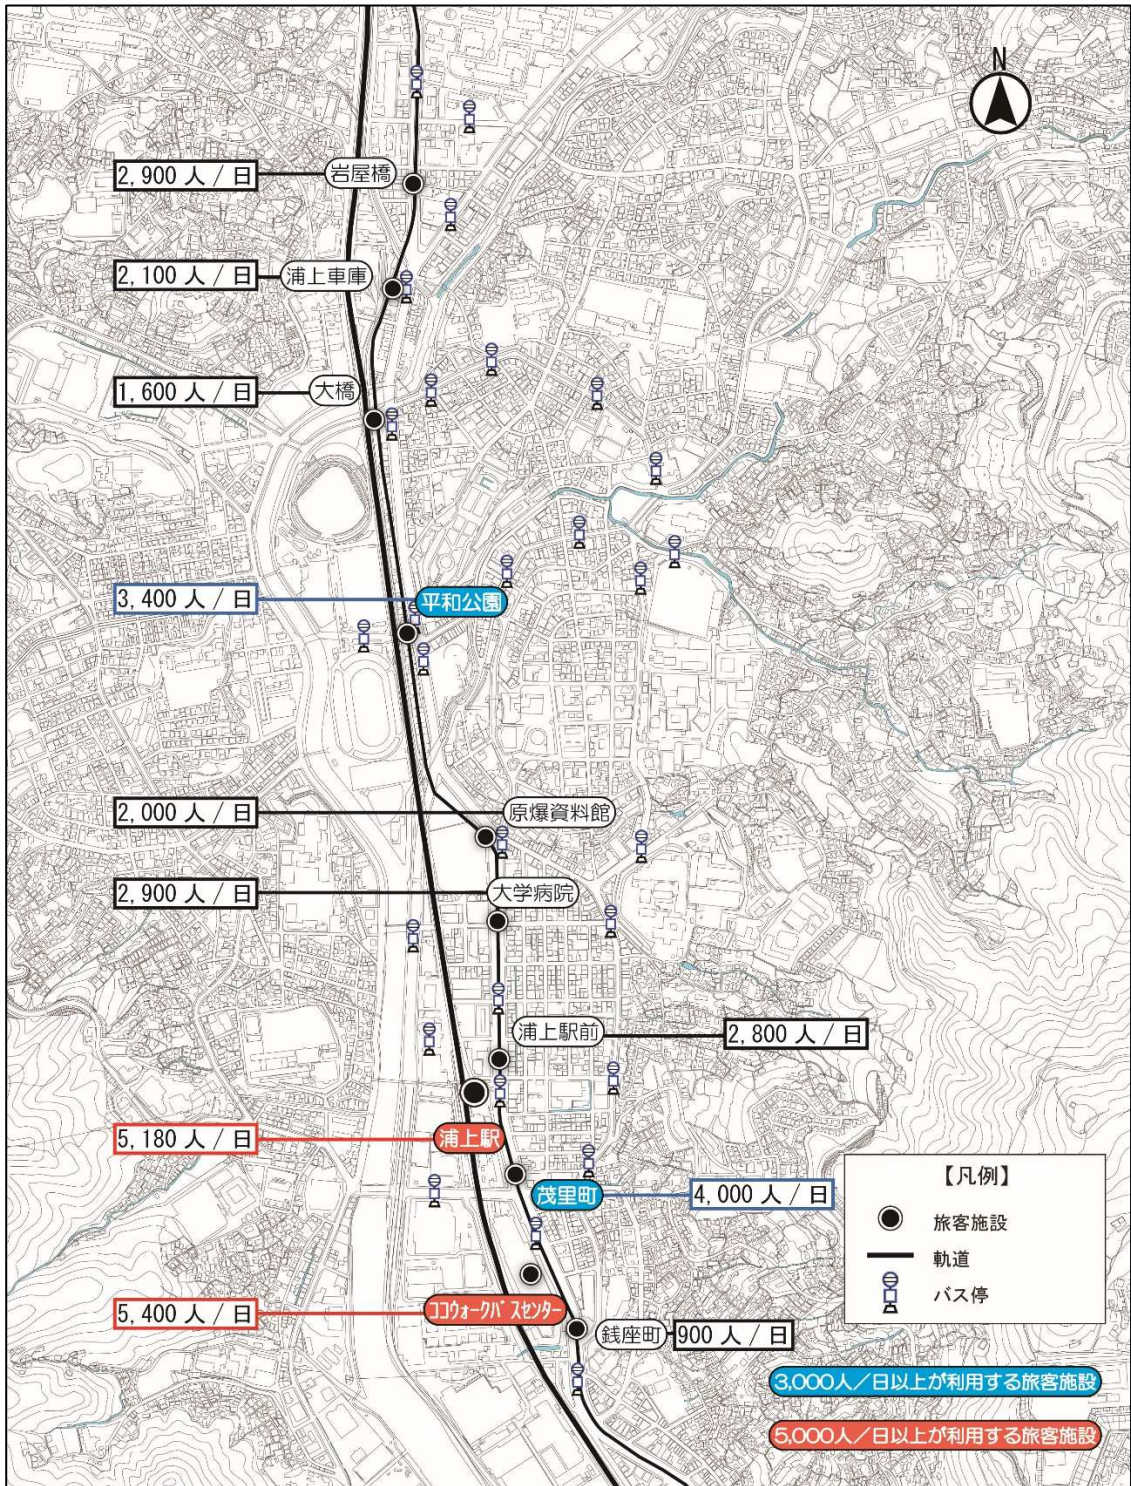 N
2,900 人 / 日
岩屋橋
2,100 人 / 日
浦上車庫
1,600 人 / 日
大橋
3,400 人 / 日
平和公園
2,000 人 / 日
原爆資料館
2,900 人 / 日
大学病院
浦上駅前
2,800 人 / 日
5,180 人 / 日
浦上駅
茂里町
4,000 人 / 日
5,400 人 / 日
ココウォークバスセンター
銭座町
900 人 / 日
【凡例】
旅客施設
軌道
バス停
3,000人/日以上が利用する旅客施設
5,000人/日以上が利用する旅客施設